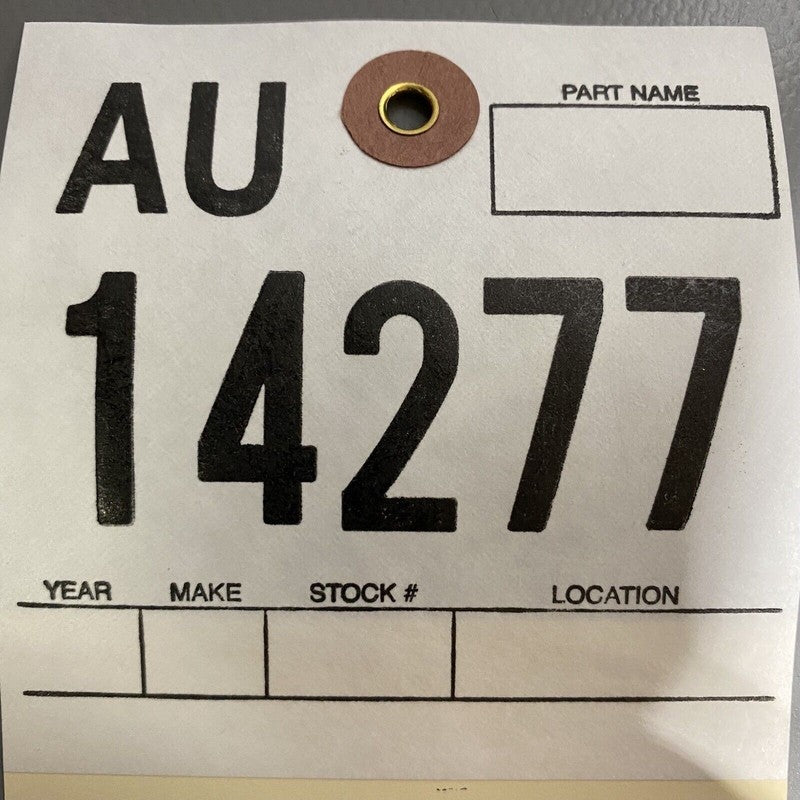 AU
PART NAME
14277
YEAR MAKE STOCK # LOCATION